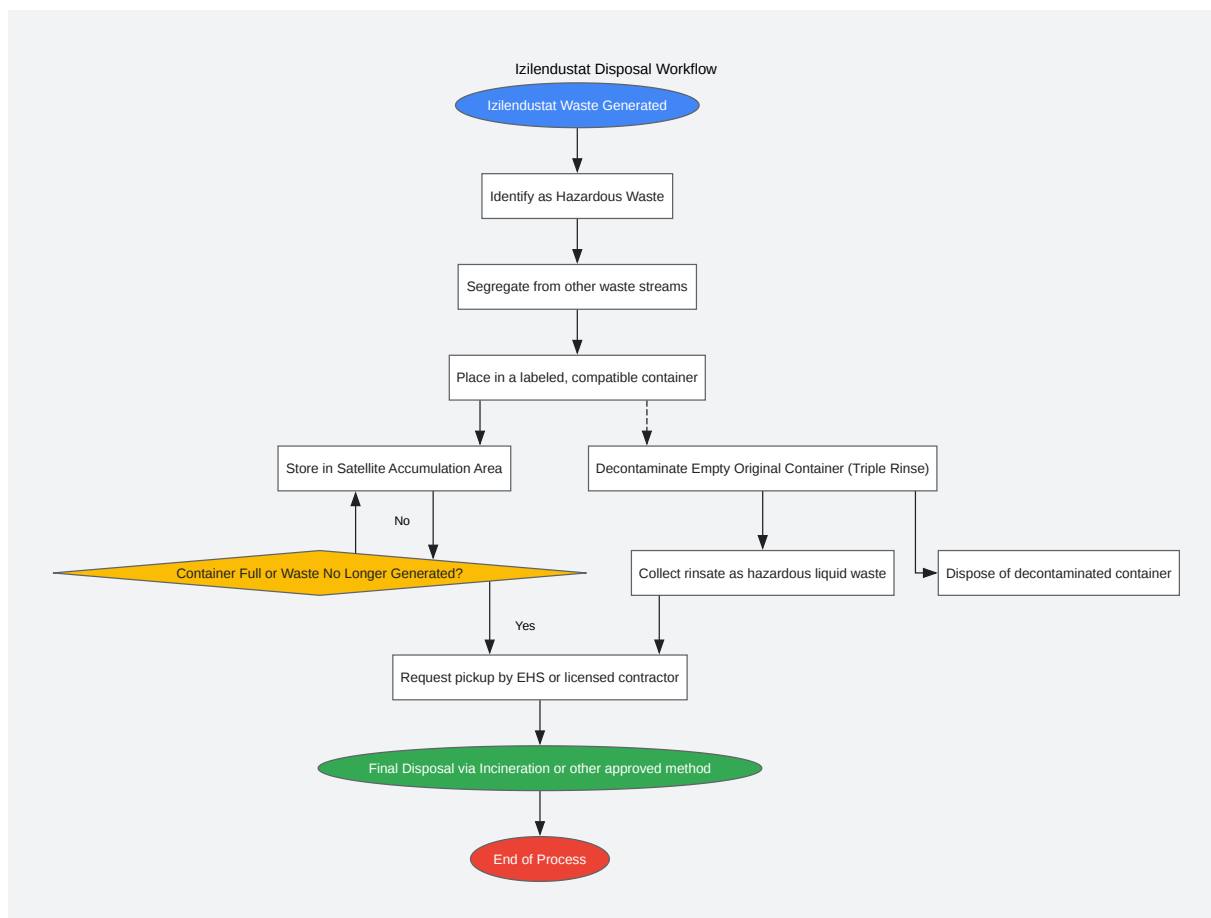 Izilendustat Disposal Workflow
Izilendustat Waste Generated
Identify as Hazardous Waste
Segregate from other waste streams
Place in a labeled, compatible container
Store in Satellite Accumulation Area
Decontaminate Empty Original Container (Triple Rinse)
No
Container Full or Waste No Longer Generated?
Collect rinsate as hazardous liquid waste
Dispose of decontaminated container
Yes
Request pickup by EHS or licensed contractor
Final Disposal via Incineration or other approved method
End of Process